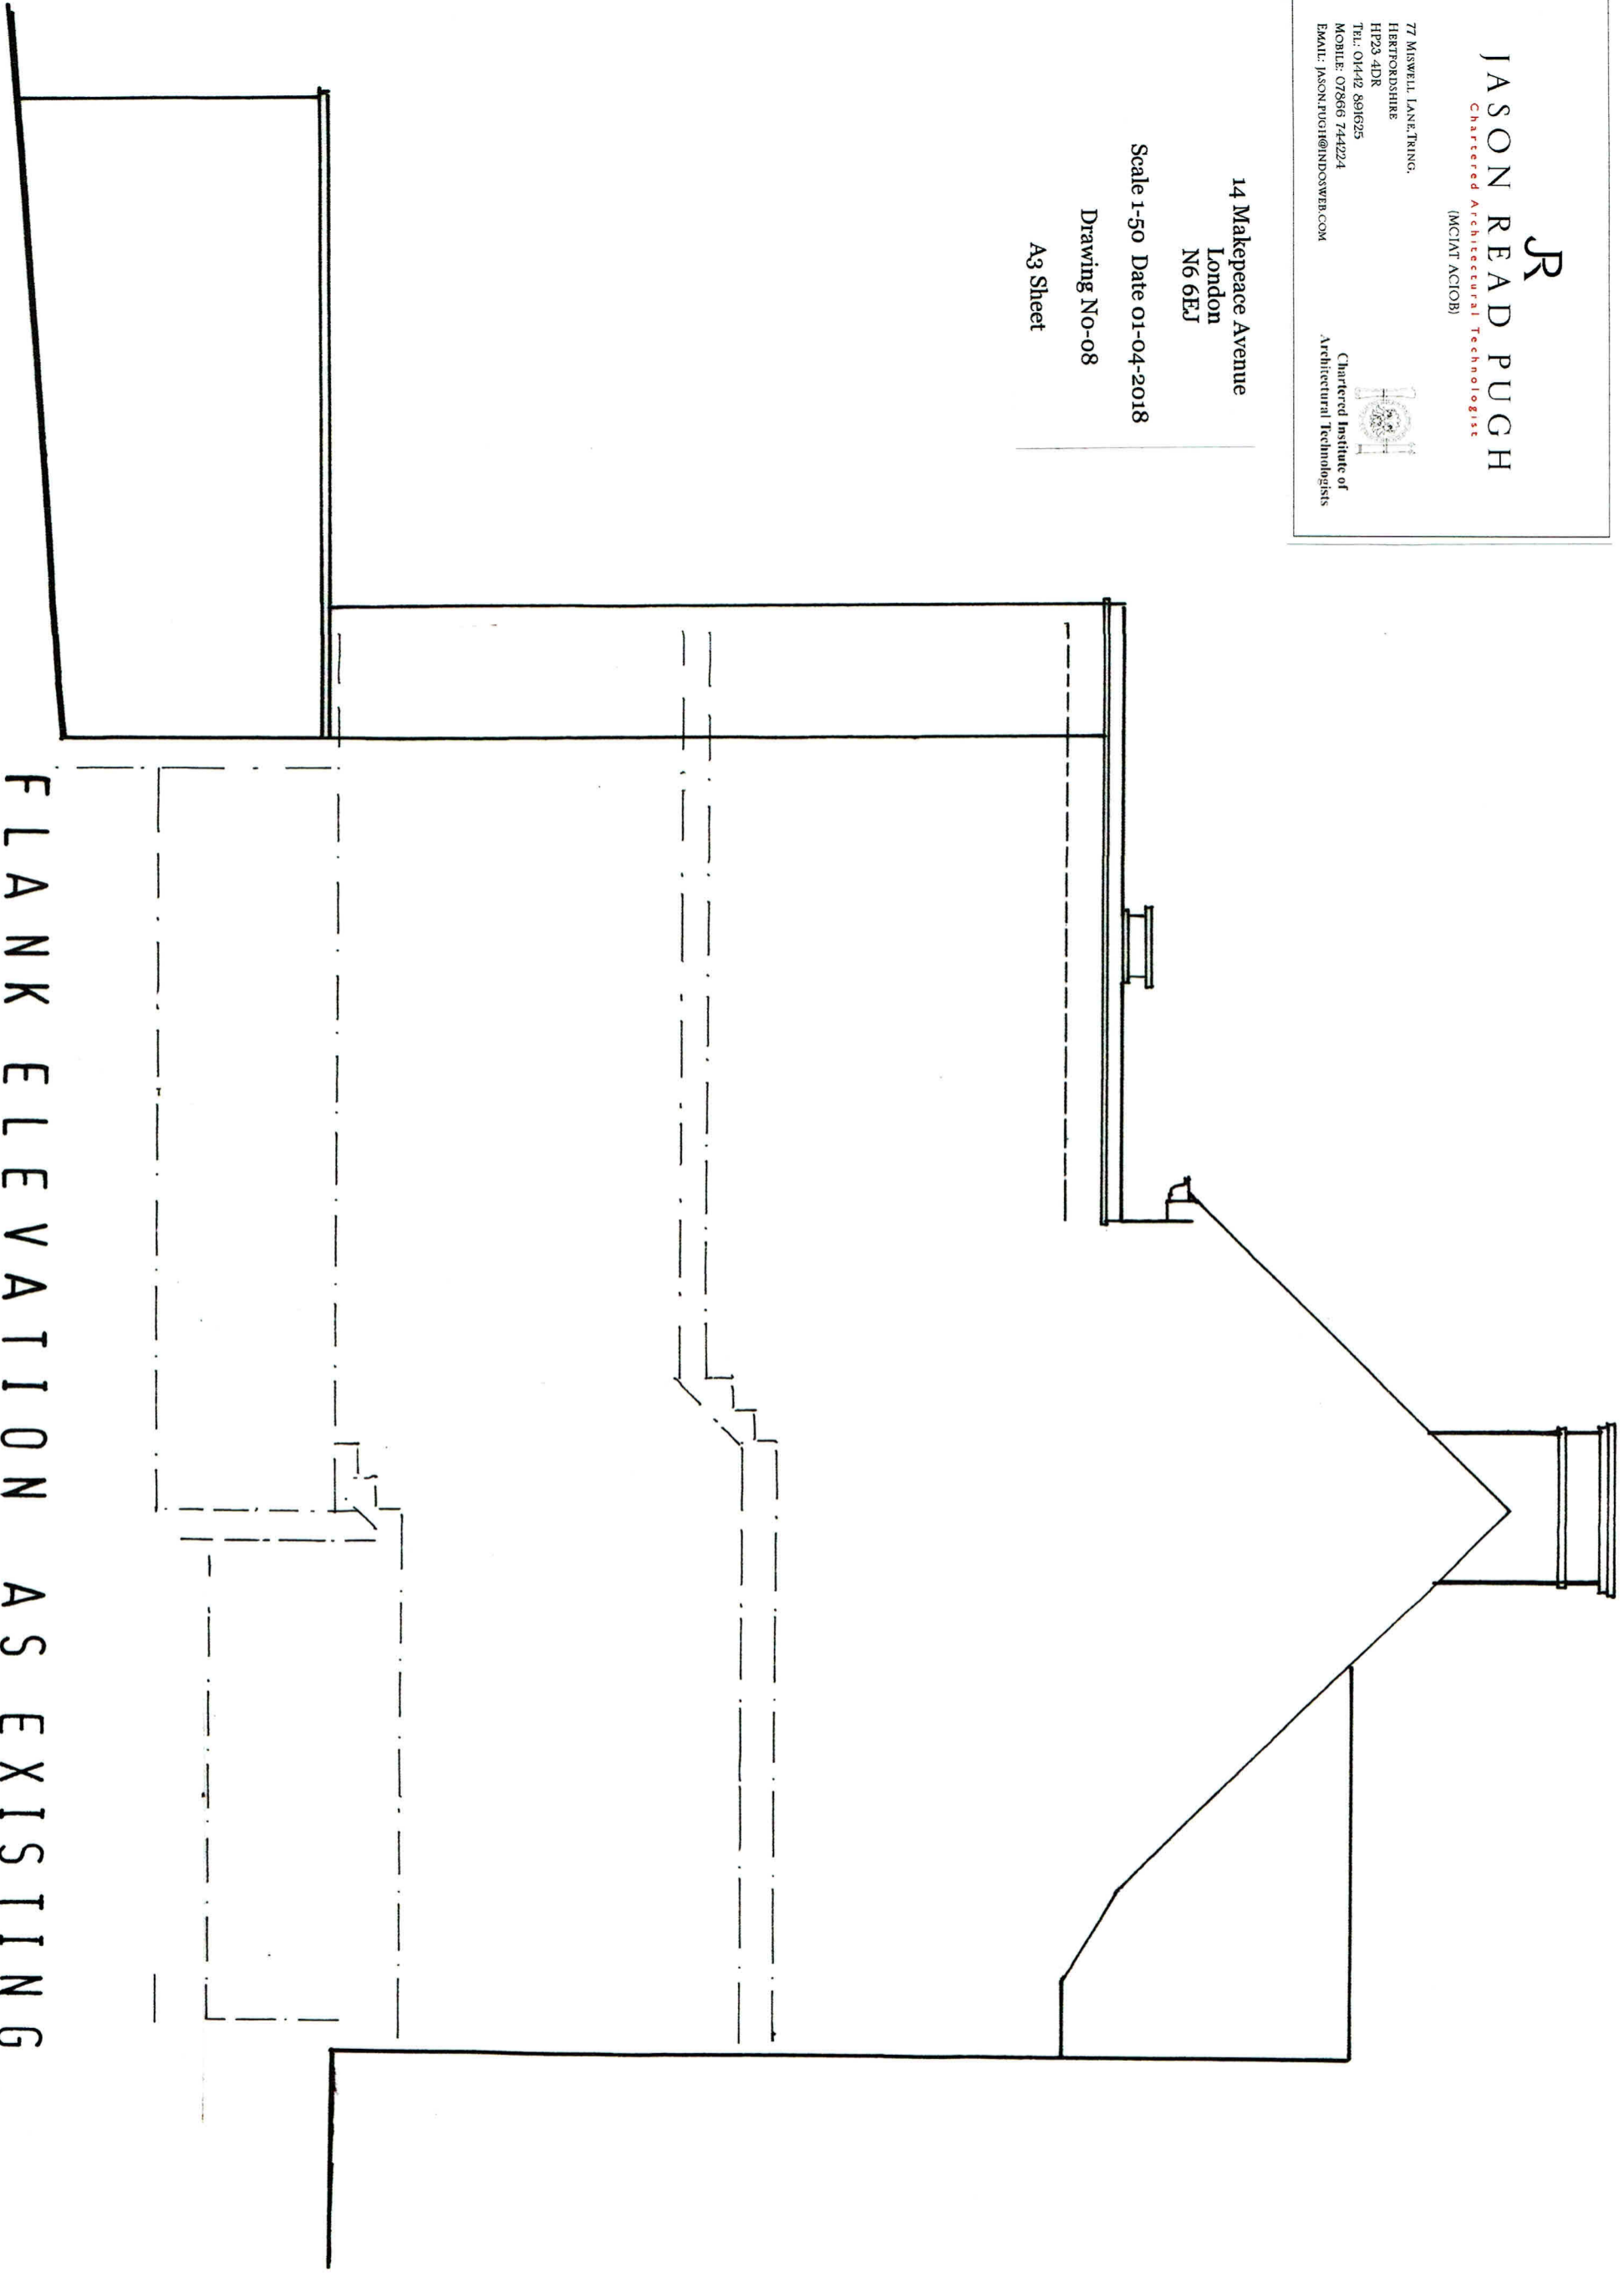 JR
JASON READ PUGH
Chartered Architectural Technologist
(MCIAT ACIOB)
77 MISWELL LANE, TRING,
HERTFORDSHIRE
HP23 4DR
TEL: 01442 891625
MOBILE: 07866 744224
EMAIL: JASON.PUGH@INDOSWEB.COM
Chartered Institute of
Architectural Technologists
14 Makepeace Avenue
London
N6 6EJ
Scale 1-50 Date 01-04-2018
Drawing No-08
A3 Sheet
FLANK ELEVATION AS EXISTING